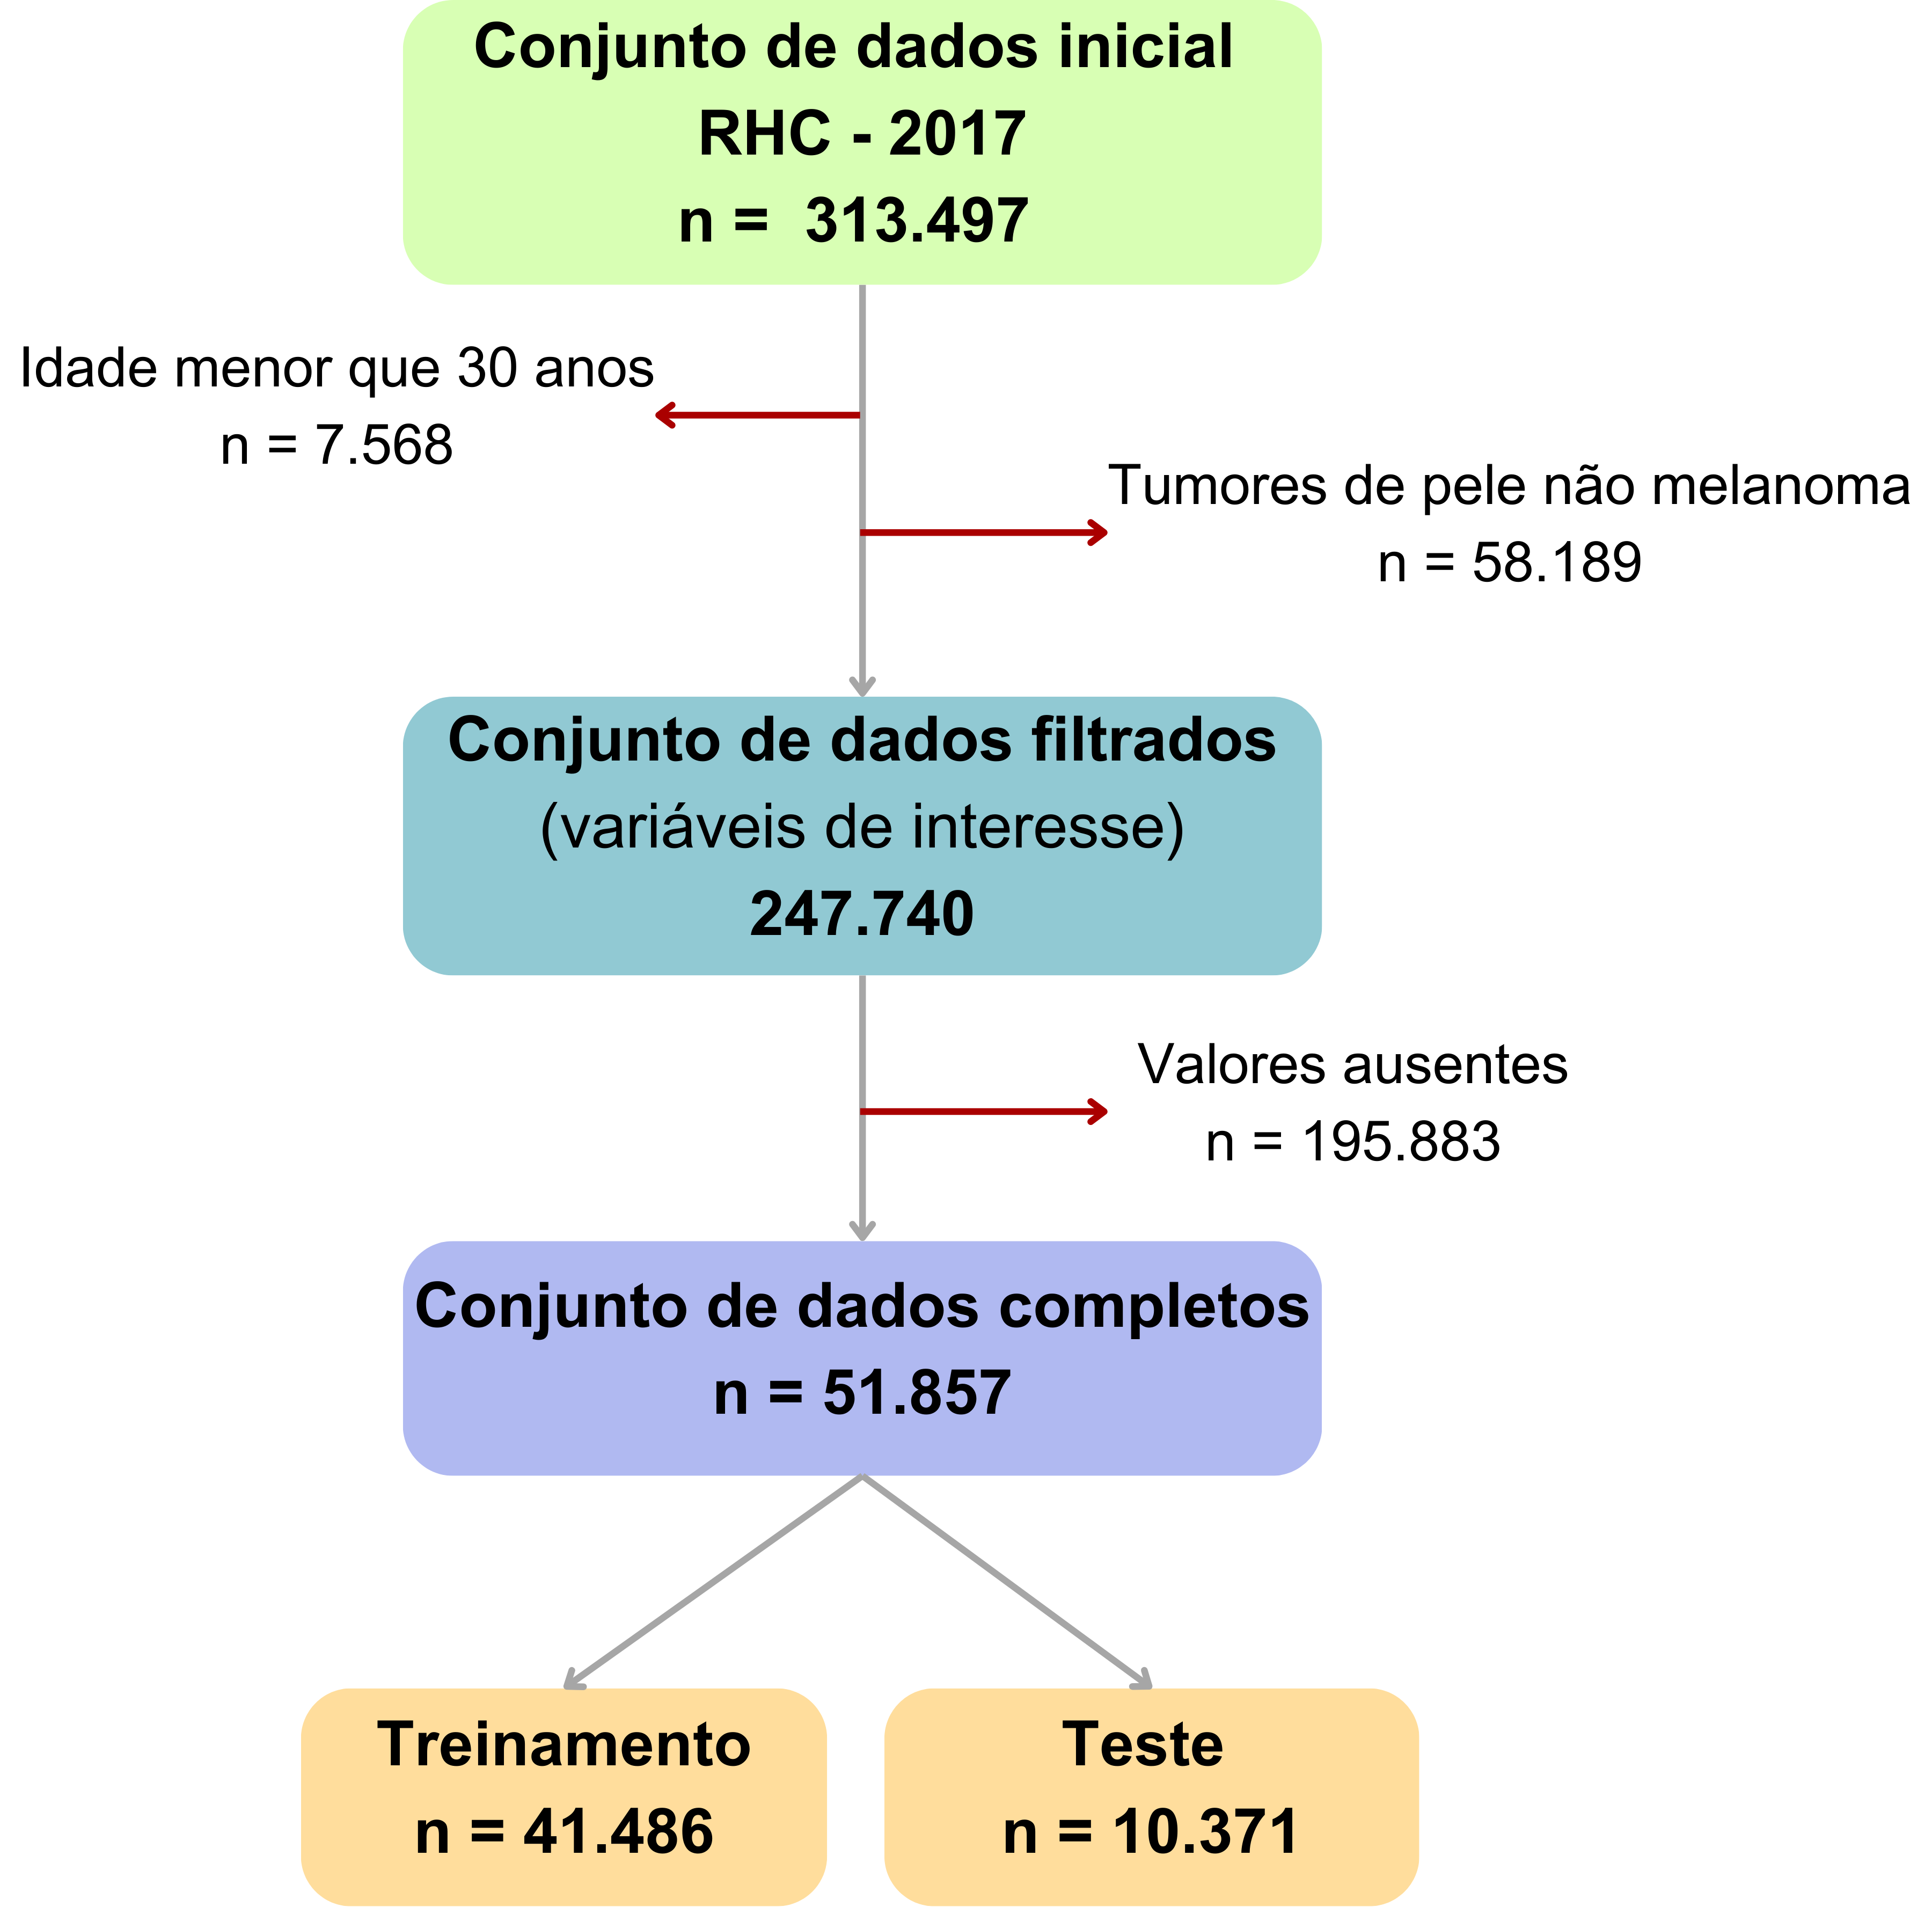 Conjunto de dados inicial
RHC - 2017
n = 313.497
Idade menor que 30 anos
n = 7.568
Tumores de pele não melanoma
n = 58.189
Conjunto de dados filtrados
(variáveis de interesse)
247.740
Valores ausentes
n = 195.883
Conjunto de dados completos
n = 51.857
Treinamento
n = 41.486
Teste
n = 10.371